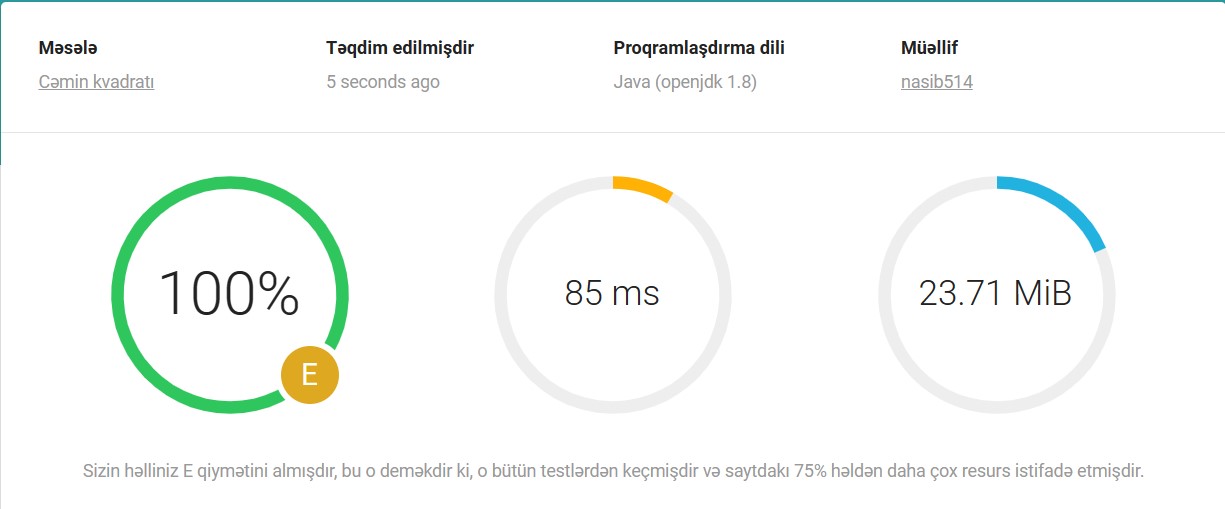 Məsələ
Cəmin kvadratı
Təqdim edilmişdir
5 seconds ago
Proqramlaşdırma dili
Java (openjdk 1.8)
Müəllif
nasib514
100%
E
85 ms
23.71 MiB
Sizin həlliniz E qiymətini almışdır, bu o deməkdir ki, o bütün testlərdən keçmişdir və saytdakı 75% həldən daha çox resurs istifadə etmişdir.